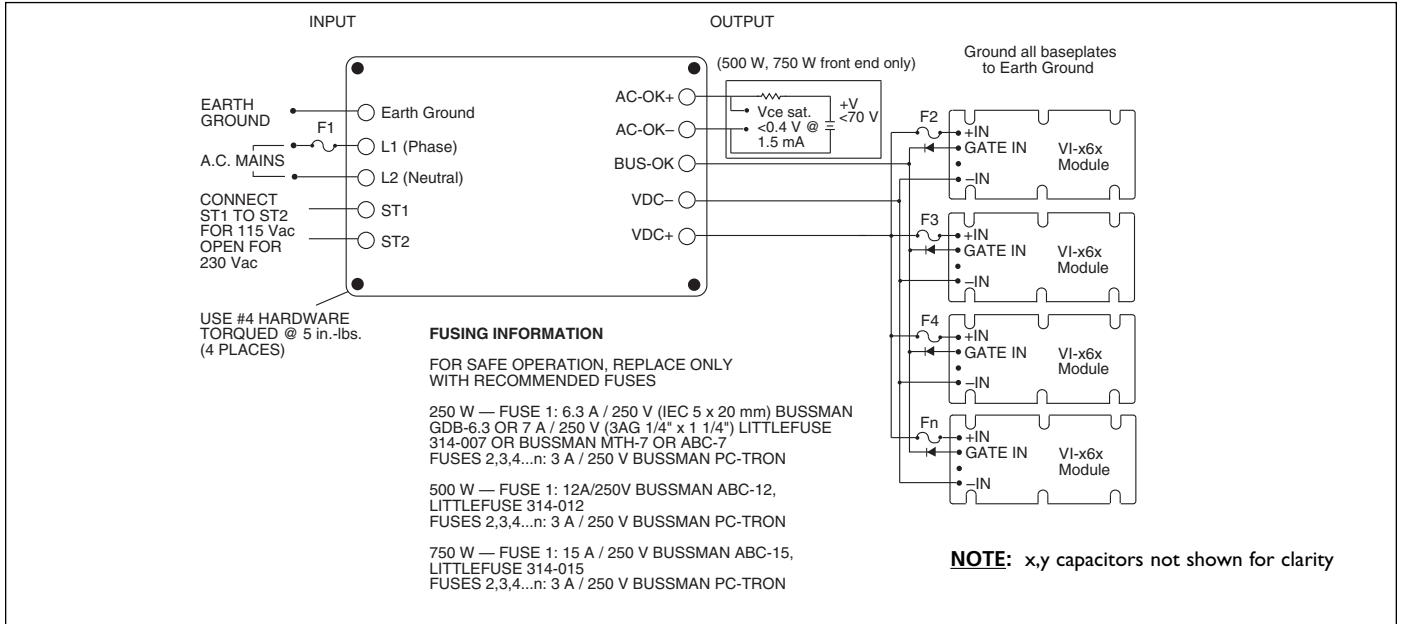 INPUT
OUTPUT
EARTH
GROUND
F1
A.C. MAINS
CONNECT
ST1 TO ST2
FOR 115 Vac
OPEN FOR
230 Vac
USE #4 HARDWARE
TORQUED @ 5 in.-lbs.
(4 PLACES)
Earth Ground
L1 (Phase)
L2 (Neutral)
ST1
ST2
AC-OK+
AC-OK–
BUS-OK
VDC–
VDC+
(500 W, 750 W front end only)
Vce sat.
<0.4 V @
1.5 mA
+V
<70 V
Ground all baseplates
to Earth Ground
F2
+IN
GATE IN
–IN
VI-x6x
Module
F3
+IN
GATE IN
–IN
VI-x6x
Module
F4
+IN
GATE IN
–IN
VI-x6x
Module
Fn
+IN
GATE IN
–IN
VI-x6x
Module
FUSING INFORMATION
FOR SAFE OPERATION, REPLACE ONLY
WITH RECOMMENDED FUSES
250 W — FUSE 1: 6.3 A / 250 V (IEC 5 x 20 mm) BUSSMAN
GDB-6.3 OR 7 A / 250 V (3AG 1/4" x 1 1/4") LITTLEFUSE
314-007 OR BUSSMAN MTH-7 OR ABC-7
FUSES 2,3,4...n: 3 A / 250 V BUSSMAN PC-TRON
500 W — FUSE 1: 12A/250V BUSSMAN ABC-12,
LITTLEFUSE 314-012
FUSES 2,3,4...n: 3 A / 250 V BUSSMAN PC-TRON
750 W — FUSE 1: 15 A / 250 V BUSSMAN ABC-15,
LITTLEFUSE 314-015
FUSES 2,3,4...n: 3 A / 250 V BUSSMAN PC-TRON
NOTE: x,y capacitors not shown for clarity